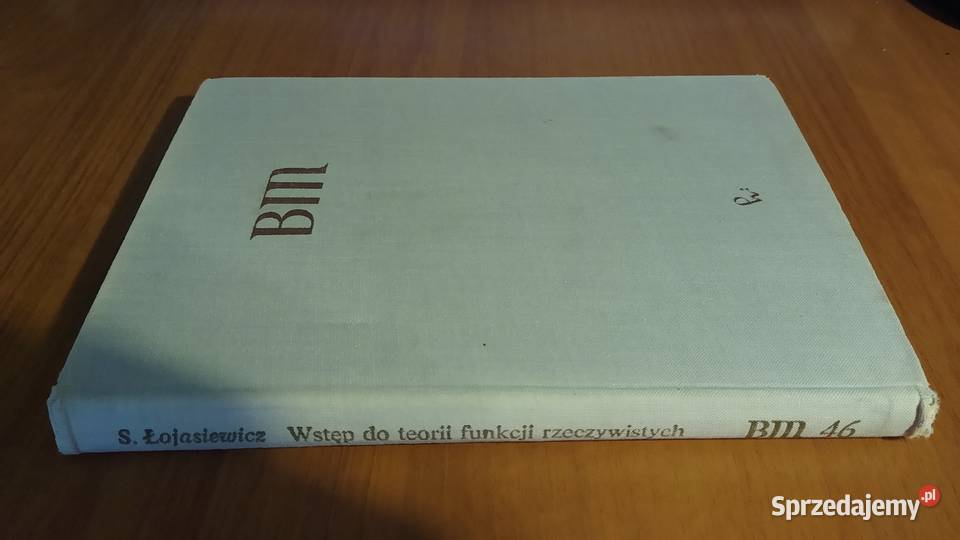 BM
S. Łojasiewicz Wstęp do teorii funkcji rzeczywistych BM 46
Sprzedajemy.pl